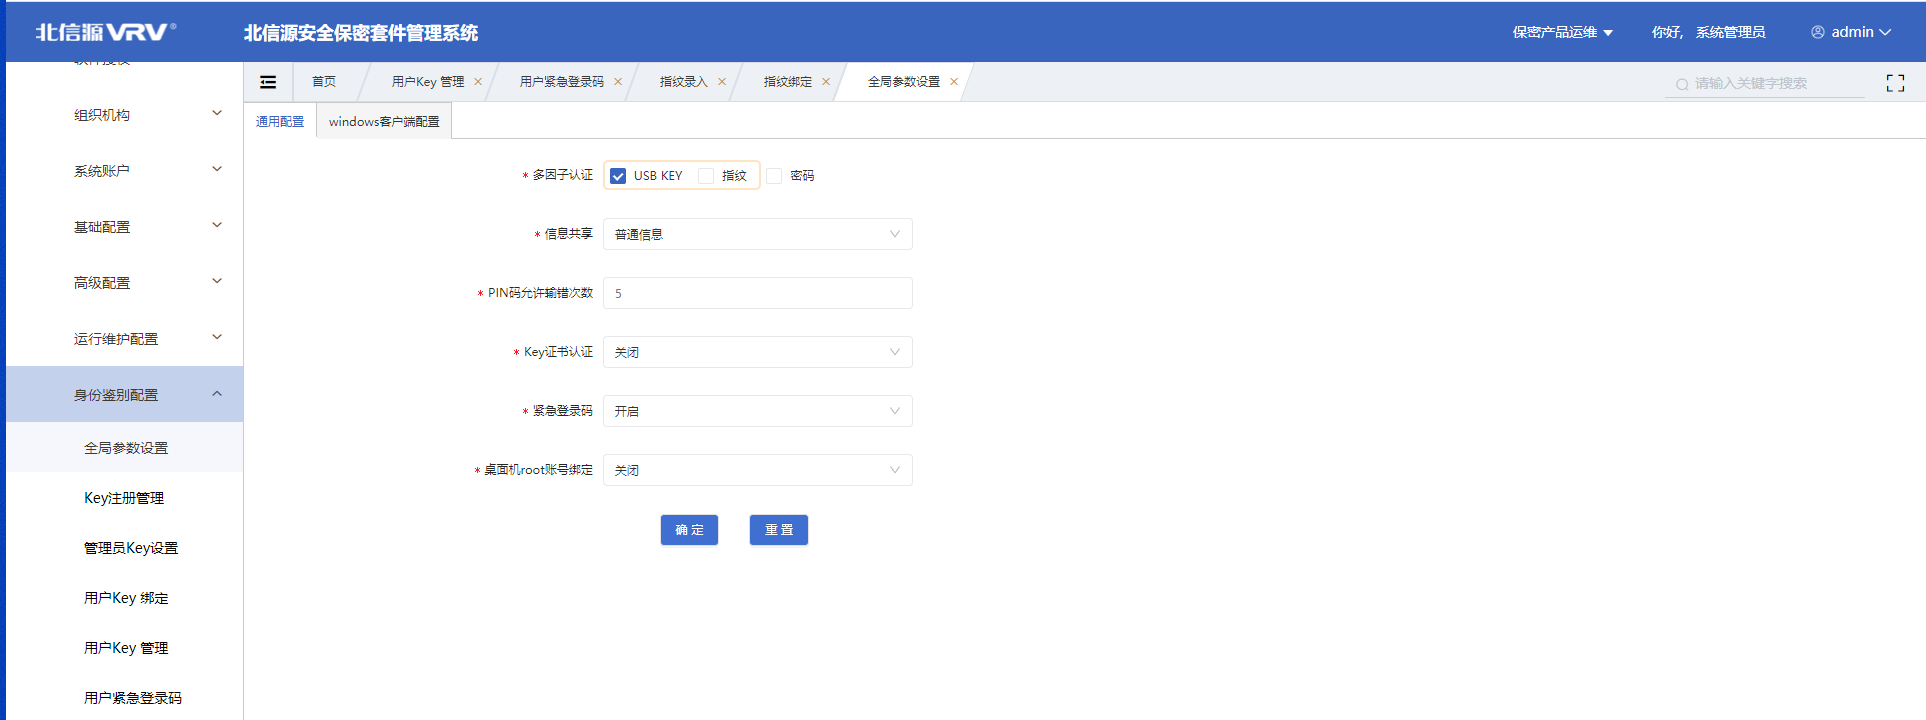 北信源VRV®
北信源安全保密套件管理系统
保密产品运维
你好, 系统管理员
admin
软件授权
组织机构
系统账户
基础配置
高级配置
运行维护配置
身份鉴别配置
全局参数设置
Key注册管理
管理员Key设置
用户Key 绑定
用户Key 管理
用户紧急登录码
首页
用户Key 管理
用户紧急登录码
指纹录入
指纹绑定
全局参数设置
请输入关键字搜索
通用配置
windows客户端配置
* 多因子认证 USB KEY 指纹 密码
* 信息共享 普通信息
* PIN码允许输错次数 5
* Key证书认证 关闭
* 紧急登录码 开启
* 桌面机root账号绑定 关闭
确 定
重 置